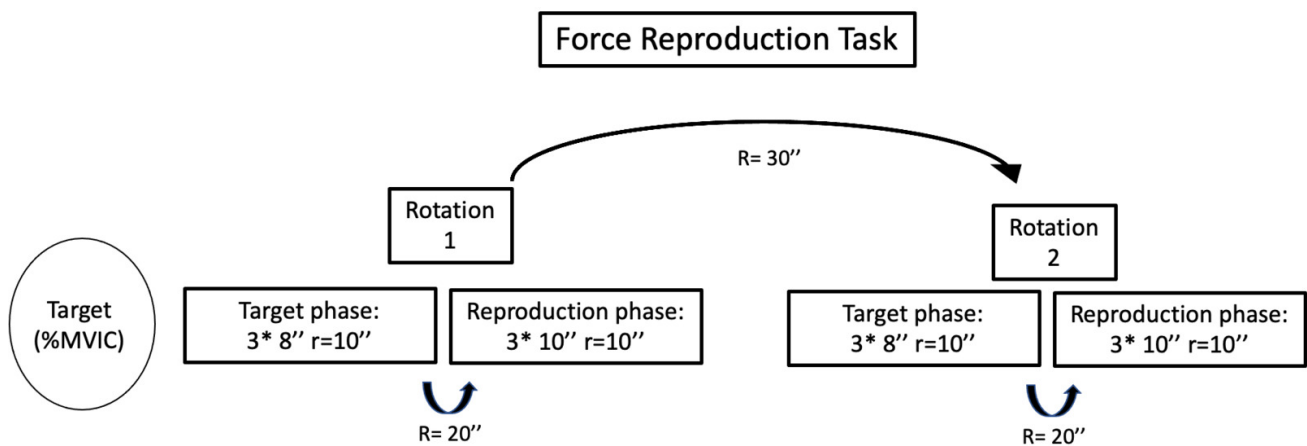 Force Reproduction Task
R= 30’’
Rotation
1
Rotation
2
Target
(%MVIC)
Target phase:
3* 8’’ r=10’’
Reproduction phase:
3* 10’’ r=10’’
Target phase:
3* 8’’ r=10’’
Reproduction phase:
3* 10’’ r=10’’
R= 20’’
R= 20’’